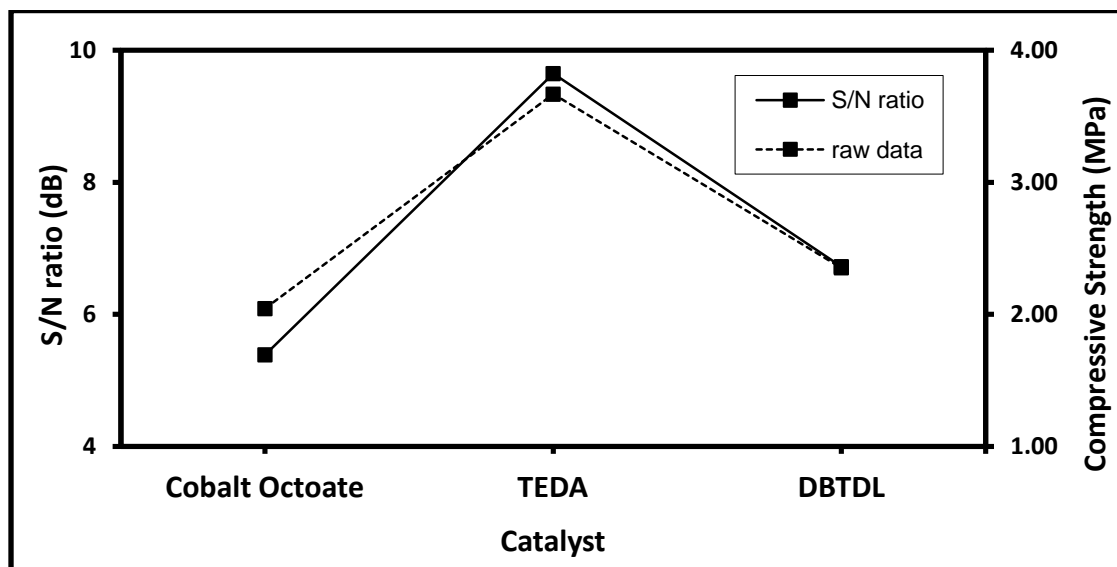 10
8
6
4
S/N ratio (dB)
4.00
3.00
2.00
1.00
Compressive Strength (MPa)
S/N ratio
raw data
Cobalt Octoate
TEDA
DBTDL
Catalyst